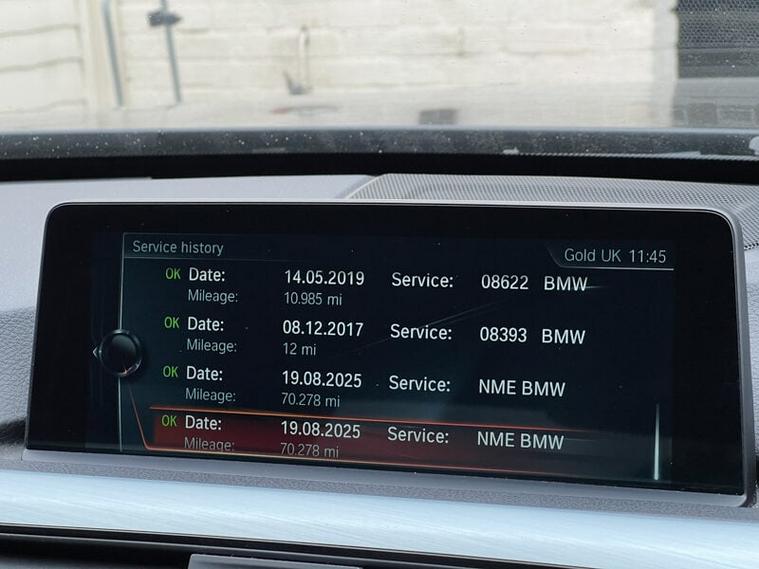 Service history
Gold UK 11:45
OK Date: 14.05.2019 Service: 08622 BMW
Mileage: 10.985 mi
OK Date: 08.12.2017 Service: 08393 BMW
Mileage: 12 mi
OK Date: 19.08.2025 Service: NME BMW
Mileage: 70.278 mi
OK Date: 19.08.2025 Service: NME BMW
Mileage: 70.278 mi